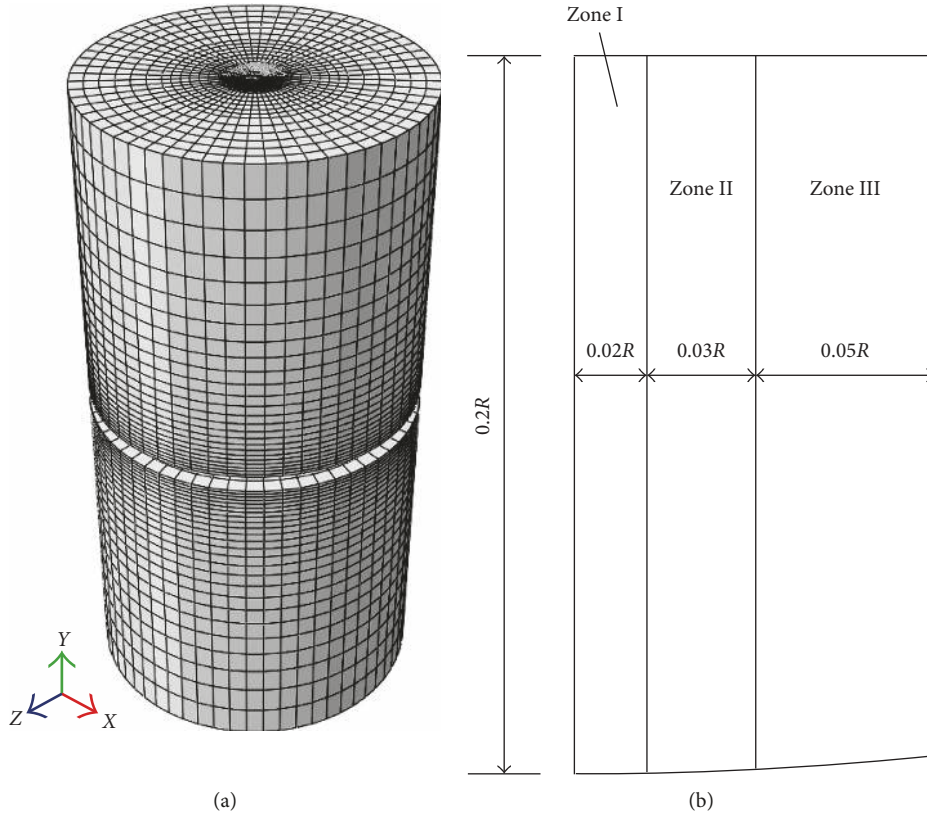 Zone I
Zone II
Zone III
0.02R
0.03R
0.05R
0.2R
Y
Z
X
(a)
(b)